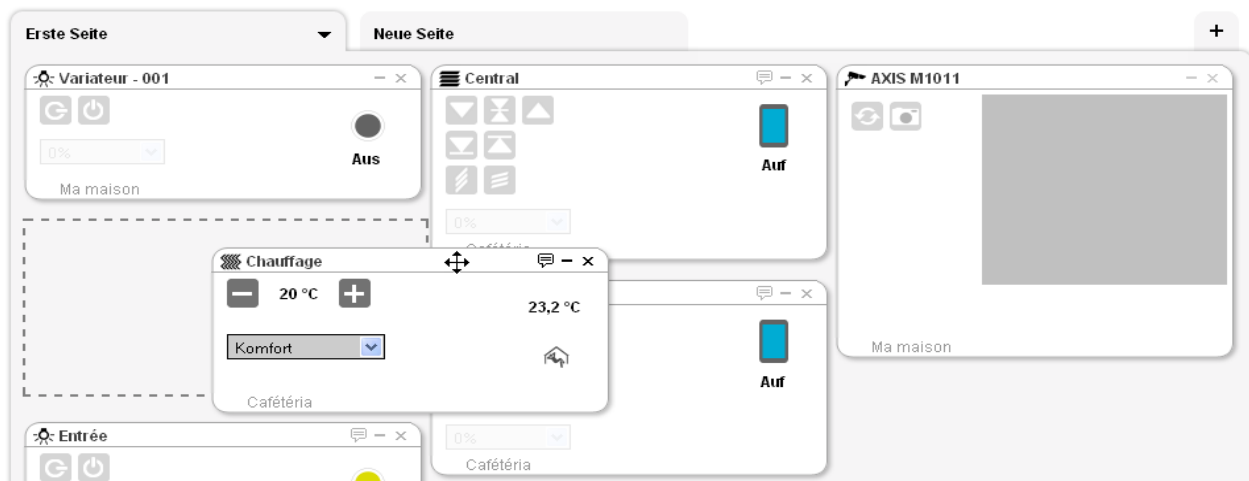 Erste Seite
Neue Seite
+
Variateur - 001
0%
Aus
Ma maison
Central
Auf
0%
Cafétéria
AXIS M1011
Ma maison
Chauffage
20 °C
23,2 °C
Komfort
Cafétéria
Auf
0%
Cafétéria
Entrée